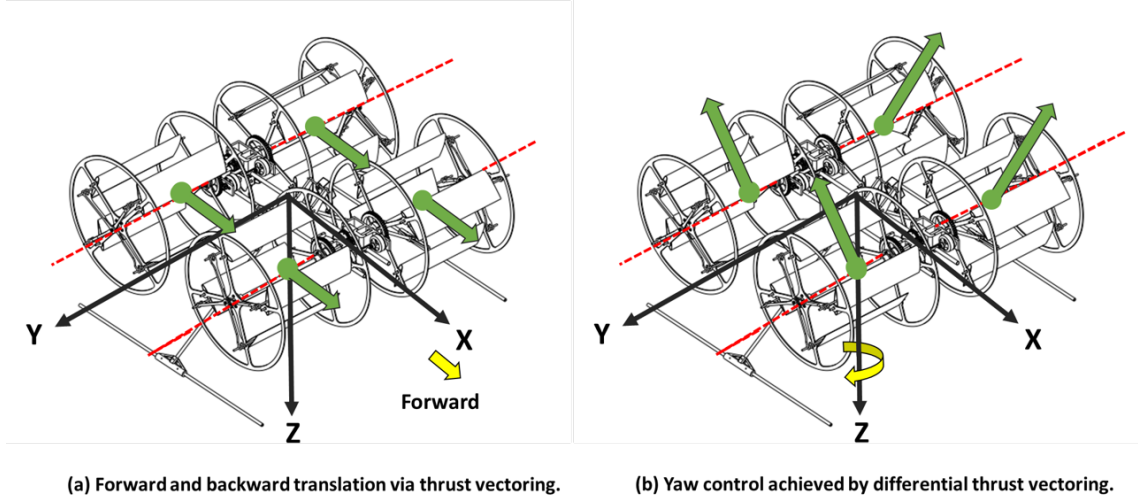 Y
X
Forward
Z
(a) Forward and backward translation via thrust vectoring.
Y
X
Z
(b) Yaw control achieved by differential thrust vectoring.